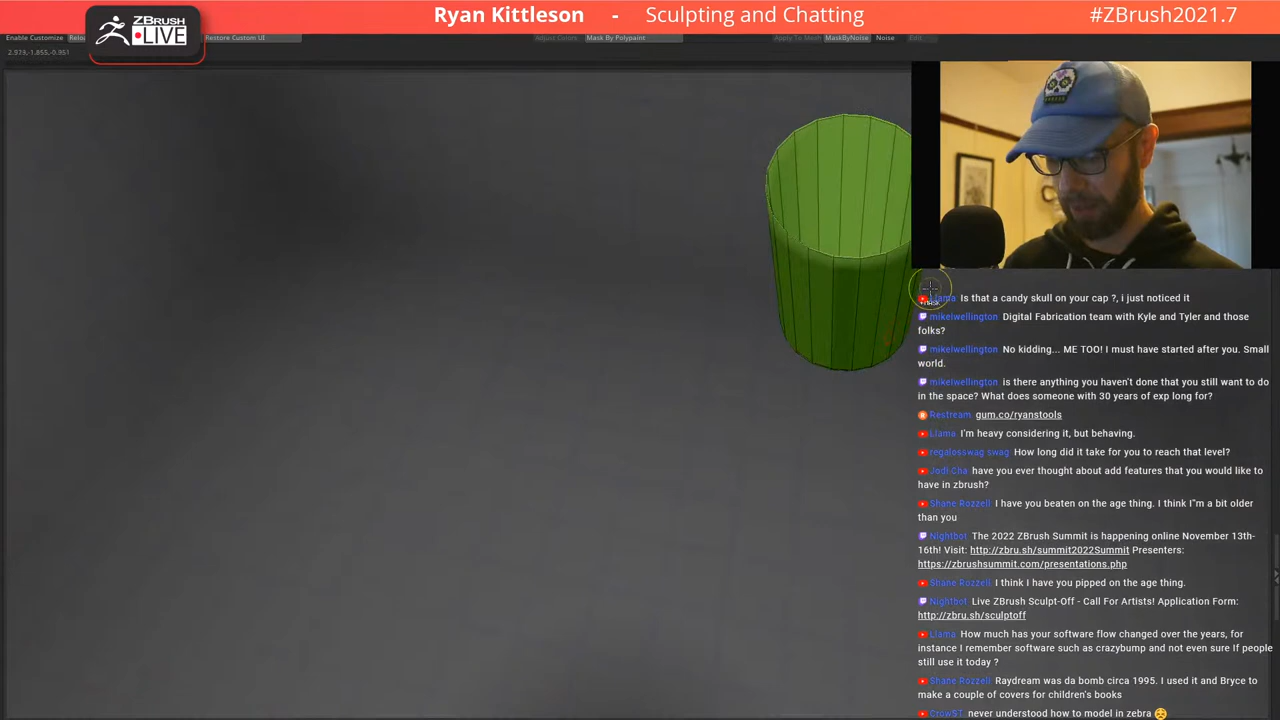 Ryan Kittleson - Sculpting and Chatting #ZBrush2021.7
ZBRUSH
LIVE
Enable Customize Reloa Restore Custom UI Adjust Colors Mask By Polypaint Apply To Mesh MaskByNoise Noise Edit
Llama Is that a candy skull on your cap ?, i just noticed it
mikelwellington Digital Fabrication team with Kyle and Tyler and those
folks?
mikelwellington No kidding... ME TOO! I must have started after you. Small
world.
mikelwellington is there anything you haven't done that you still want to do
in the space? What does someone with 30 years of exp long for?
Restream gum.co/ryanstools
Llama I'm heavy considering it, but behaving.
regalosswag swag How long did it take for you to reach that level?
Jodi Cha have you ever thought about add features that you would like to
have in zbrush?
Shane Rozzell I have you beaten on the age thing. I think I"m a bit older
than you
Nightbot The 2022 ZBrush Summit is happening online November 13th-
16th! Visit: http://zbru.sh/summit2022Summit Presenters:
https://zbrushsummit.com/presentations.php
Shane Rozzell I think I have you pipped on the age thing.
Nightbot Live ZBrush Sculpt-Off - Call For Artists! Application Form:
http://zbru.sh/sculptoff
Llama How much has your software flow changed over the years, for
instance I remember software such as crazybump and not even sure If people
still use it today ?
Shane Rozzell Raydream was da bomb circa 1995. I used it and Bryce to
make a couple of covers for children's books
CrowST never understood how to model in zebra 😩